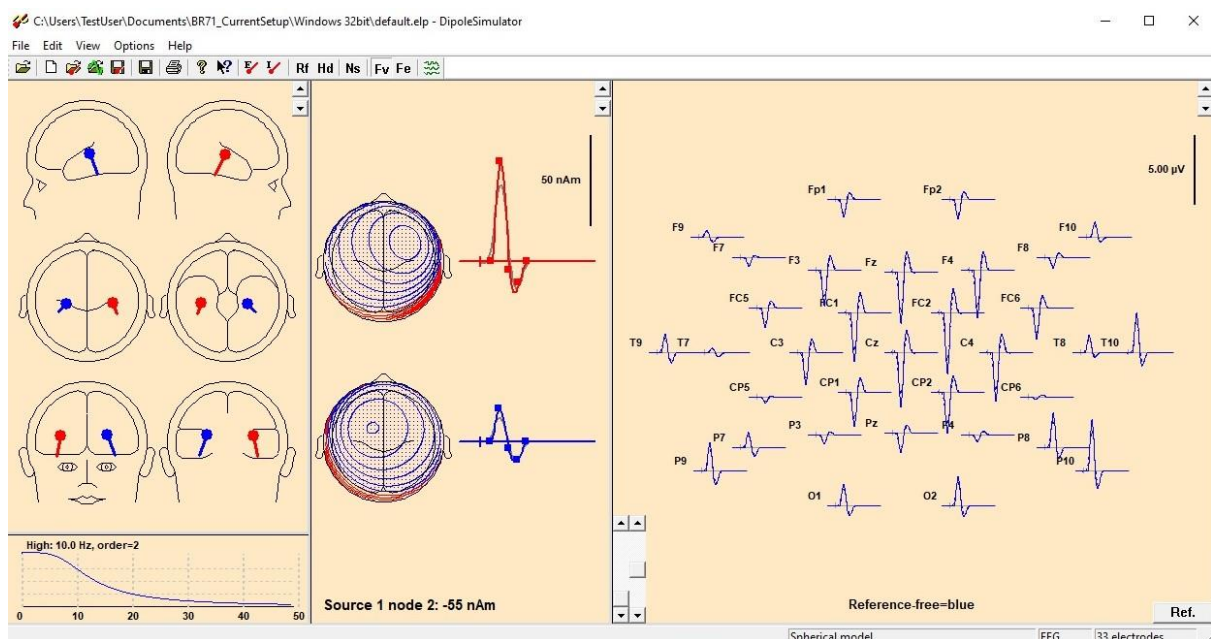 C:\Users\TestUser\Documents\BR71_CurrentSetup\Windows 32bit\default.elp - DipoleSimulator
File Edit View Options Help
Rf Hd Ns Fv Fe
50 nAm
5.00 µV
Fp1 Fp2
F9 F10
F7 F8
F3 Fz F4
FC5 FC1 FC2 FC6
T9 T7 C3 Cz C4 T8 T10
CP5 CP1 CP2 CP6
P3 Pz P4
P7 P8
P9 P10
O1 O2
High: 10.0 Hz, order=2
0 10 20 30 40 50
Source 1 node 2: -55 nAm
Reference-free=blue
Ref.
Spherical model EEG 33 electrodes